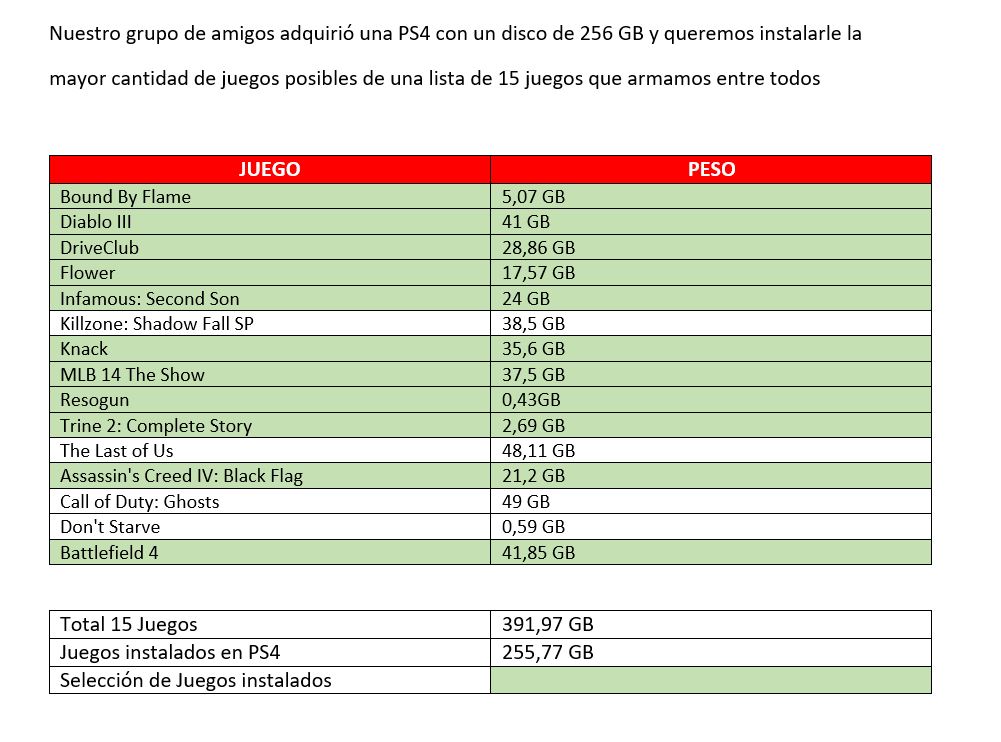 Nuestro grupo de amigos adquirió una PS4 con un disco de 256 GB y queremos instalarle la
mayor cantidad de juegos posibles de una lista de 15 juegos que armamos entre todos
JUEGO PESO
Bound By Flame 5,07 GB
Diablo III 41 GB
DriveClub 28,86 GB
Flower 17,57 GB
Infamous: Second Son 24 GB
Killzone: Shadow Fall SP 38,5 GB
Knack 35,6 GB
MLB 14 The Show 37,5 GB
Resogun 0,43GB
Trine 2: Complete Story 2,69 GB
The Last of Us 48,11 GB
Assassin's Creed IV: Black Flag 21,2 GB
Call of Duty: Ghosts 49 GB
Don't Starve 0,59 GB
Battlefield 4 41,85 GB
Total 15 Juegos 391,97 GB
Juegos instalados en PS4 255,77 GB
Selección de Juegos instalados